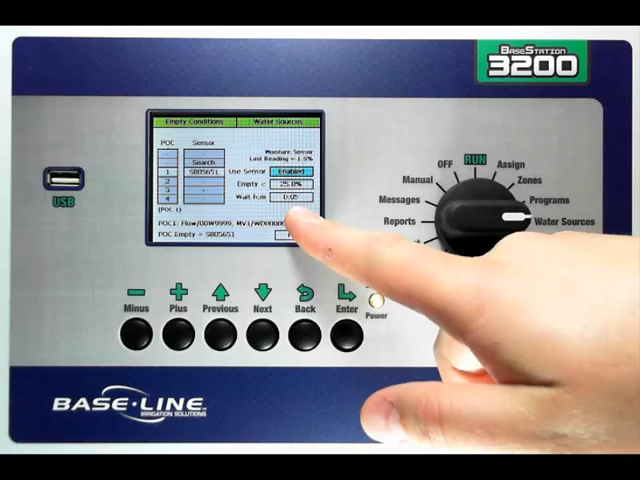 BaseStation
3200
Empty Conditions Water Sources
POC Sensor
Moisture Sensor
Last Reading = 1.5%
Search
1 SB05651 Use Sensor Enabled
2 Empty < 25.0%
3
4 Wait h:m 0:05
(POC 1)
POC1: Flow/00W9999, MV1/
POC Empty = SB05651
USB
OFF RUN Assign
Manual Zones
Messages Programs
Reports Water Sources
Minus Plus Previous Next Back Enter Power
BASE-LINE
IRRIGATION SOLUTIONS